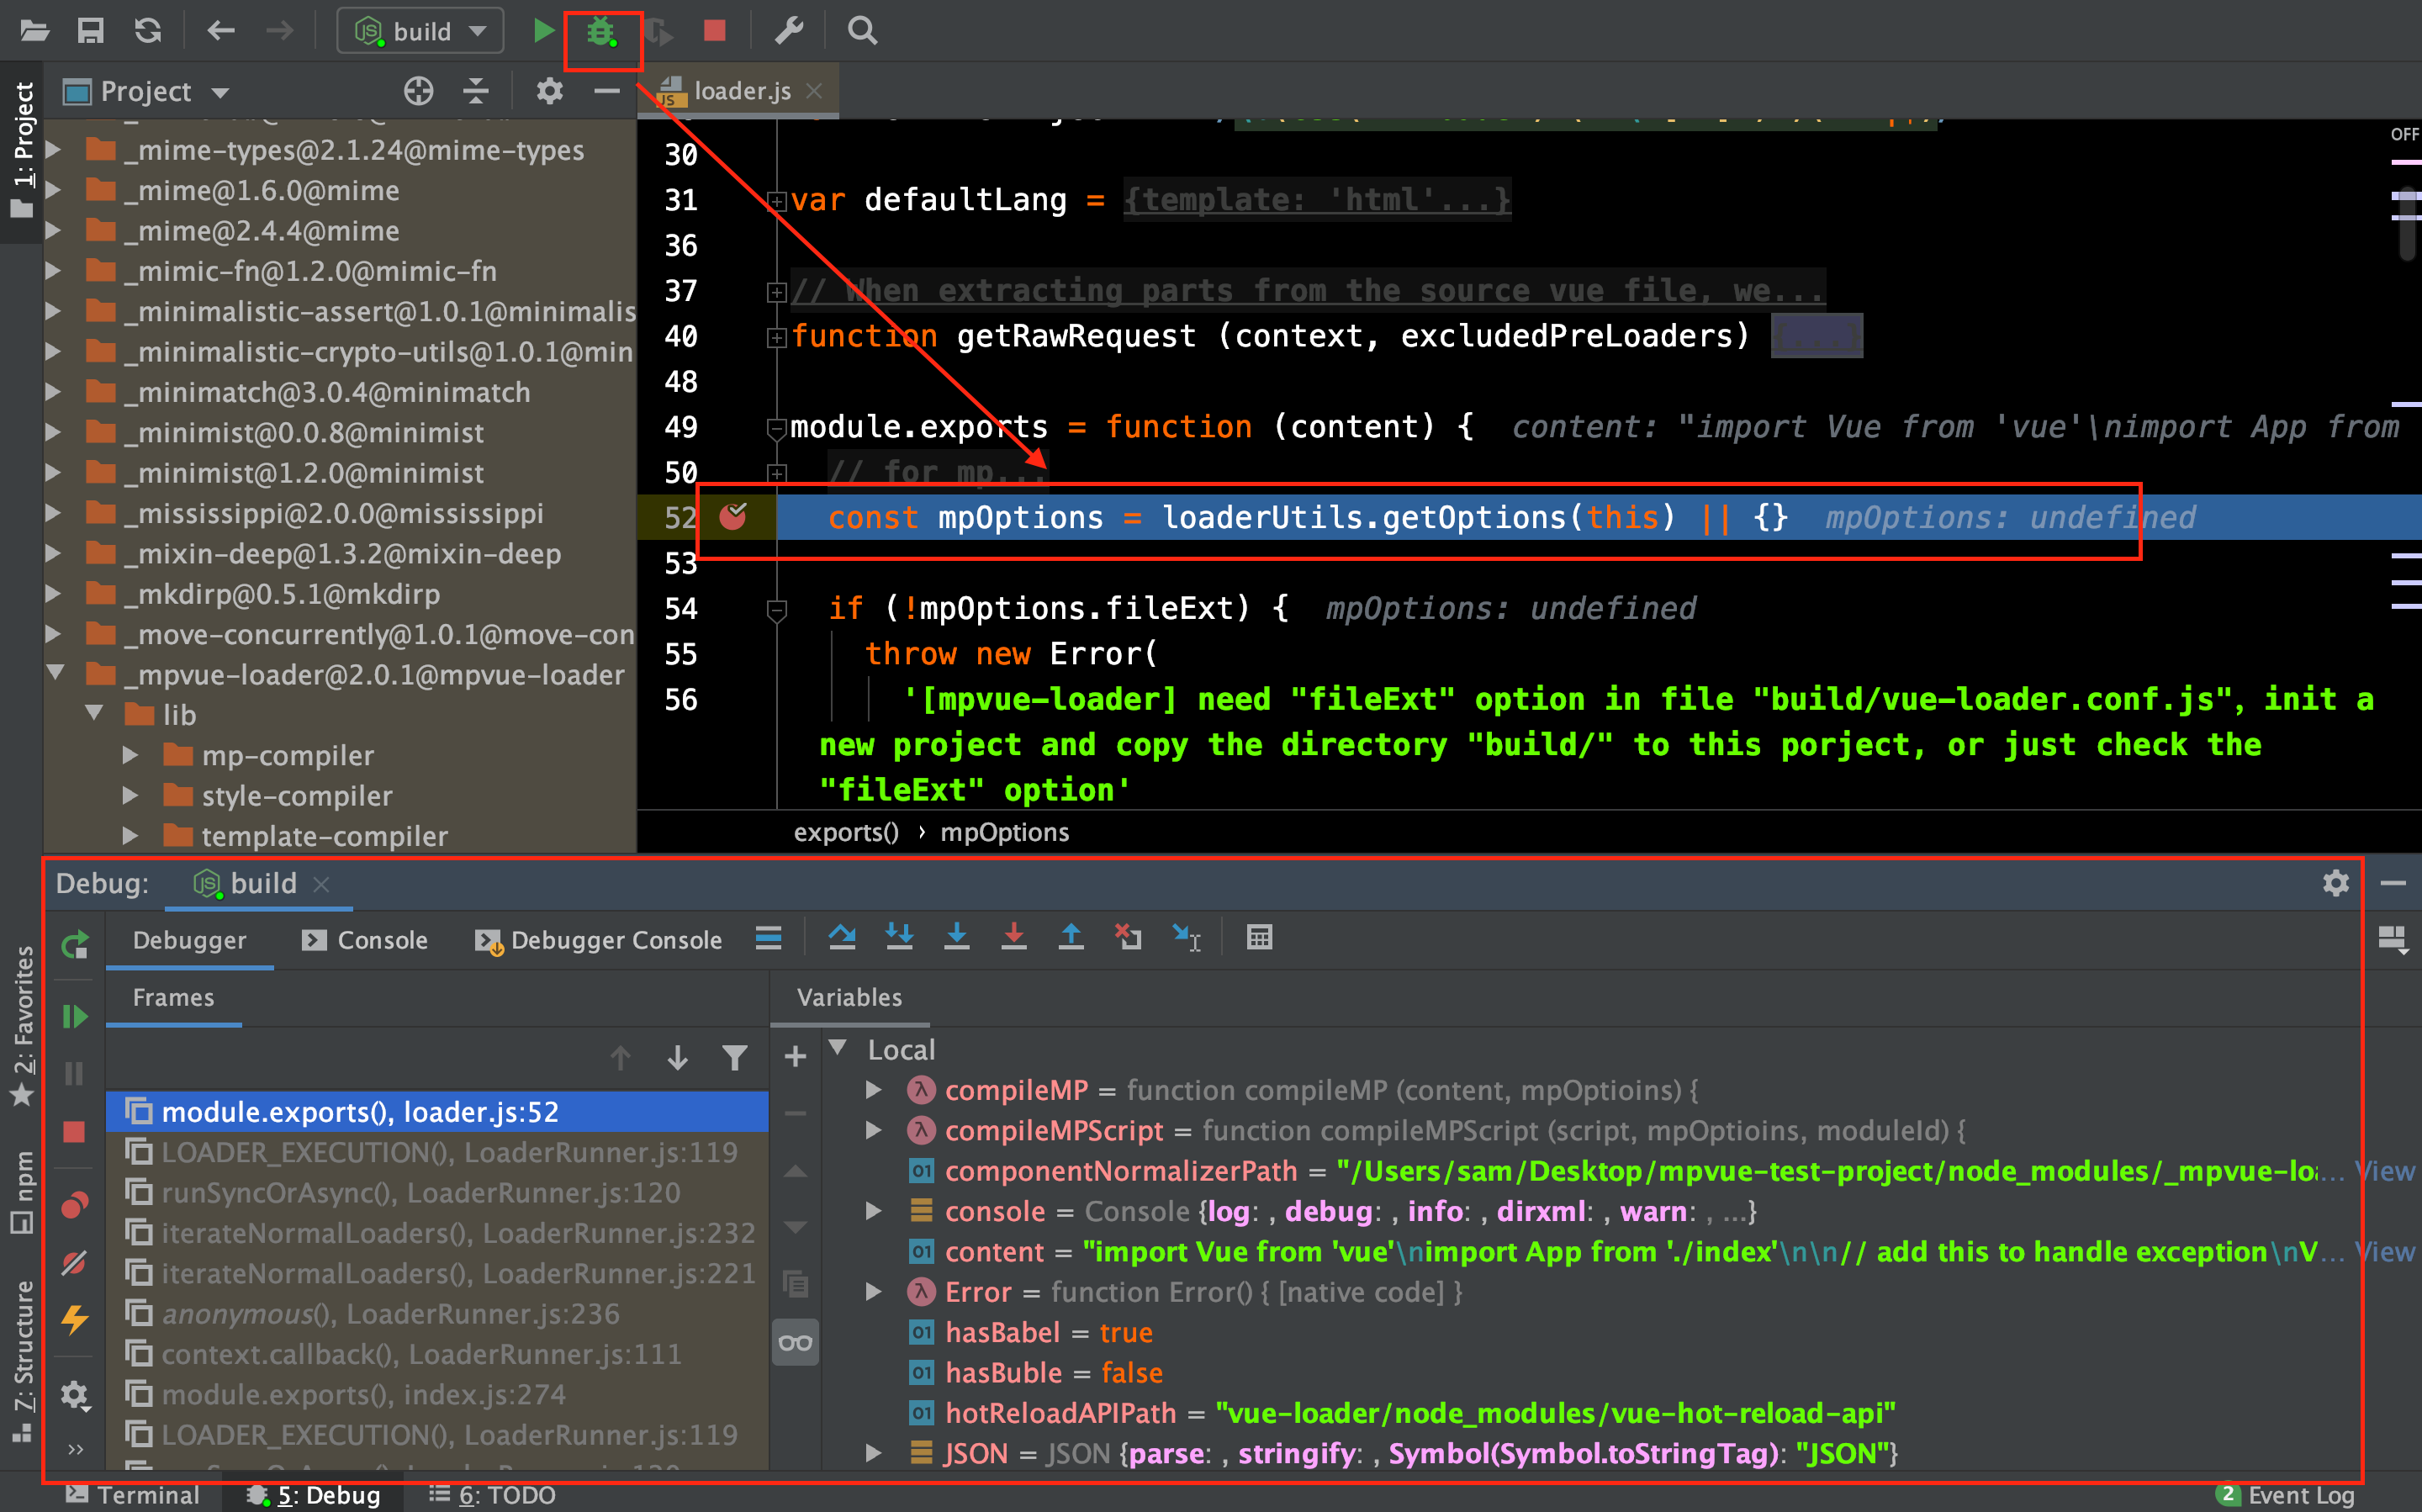 build
1: Project
Project
loader.js
_mime-types@2.1.24@mime-types
_mime@1.6.0@mime
_mime@2.4.4@mime
_mimic-fn@1.2.0@mimic-fn
_minimalistic-assert@1.0.1@minimalis
_minimalistic-crypto-utils@1.0.1@min
_minimatch@3.0.4@minimatch
_minimist@0.0.8@minimist
_minimist@1.2.0@minimist
_mississippi@2.0.0@mississippi
_mixin-deep@1.3.2@mixin-deep
_mkdirp@0.5.1@mkdirp
_move-concurrently@1.0.1@move-con
_mpvue-loader@2.0.1@mpvue-loader
lib
mp-compiler
style-compiler
template-compiler
OFF
30
31 var defaultLang = {template: 'html'...}
36
37 // When extracting parts from the source vue file, we...
40 function getRawRequest (context, excludedPreLoaders) {...}
48
49 module.exports = function (content) { content: "import Vue from 'vue'\nimport App from
50 // for mp...
52 const mpOptions = loaderUtils.getOptions(this) || {} mpOptions: undefined
53
54 if (!mpOptions.fileExt) { mpOptions: undefined
55 throw new Error(
56 '[mpvue-loader] need "fileExt" option in file "build/vue-loader.conf.js", init a
new project and copy the directory "build/" to this porject, or just check the
"fileExt" option'
exports() › mpOptions
Debug: build
Debugger Console Debugger Console
Frames
module.exports(), loader.js:52
LOADER_EXECUTION(), LoaderRunner.js:119
runSyncOrAsync(), LoaderRunner.js:120
iterateNormalLoaders(), LoaderRunner.js:232
iterateNormalLoaders(), LoaderRunner.js:221
anonymous(), LoaderRunner.js:236
context.callback(), LoaderRunner.js:111
module.exports(), index.js:274
LOADER_EXECUTION(), LoaderRunner.js:119
Variables
Local
compileMP = function compileMP (content, mpOptioins) {
compileMPScript = function compileMPScript (script, mpOptioins, moduleId) {
componentNormalizerPath = "/Users/sam/Desktop/mpvue-test-project/node_modules/_mpvue-lo... View
console = Console {log: , debug: , info: , dirxml: , warn: , ...}
content = "import Vue from 'vue'\nimport App from './index'\n\n// add this to handle exception\nV... View
Error = function Error() { [native code] }
hasBabel = true
hasBuble = false
hotReloadAPIPath = "vue-loader/node_modules/vue-hot-reload-api"
JSON = JSON {parse: , stringify: , Symbol(Symbol.toStringTag): "JSON"}
2: Favorites
npm
7: Structure
Terminal
5: Debug
6: TODO
2 Event Log